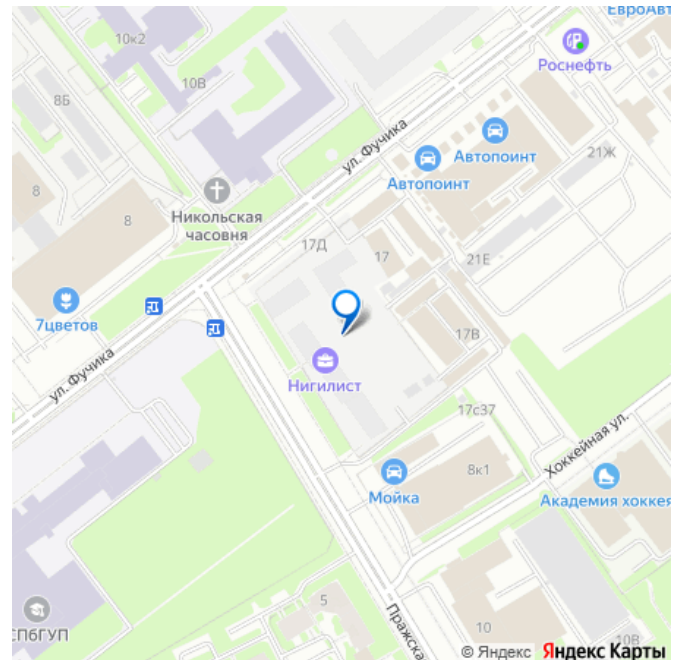 ЕвроАвт
10к2
Роснефть
10В
8Б
ул. Фучика
Автопоинт
21Ж
Автопоинт
8
Никольская
часовня
8
17Д
17
21Е
7цветов
17В
Нигилист
ул. Фучика
17с37
Хоккейная ул.
8к1
Мойка
Академия хоккея
5
СПбГУП
Пражска
10
10В
© Яндекс Яндекс Карты